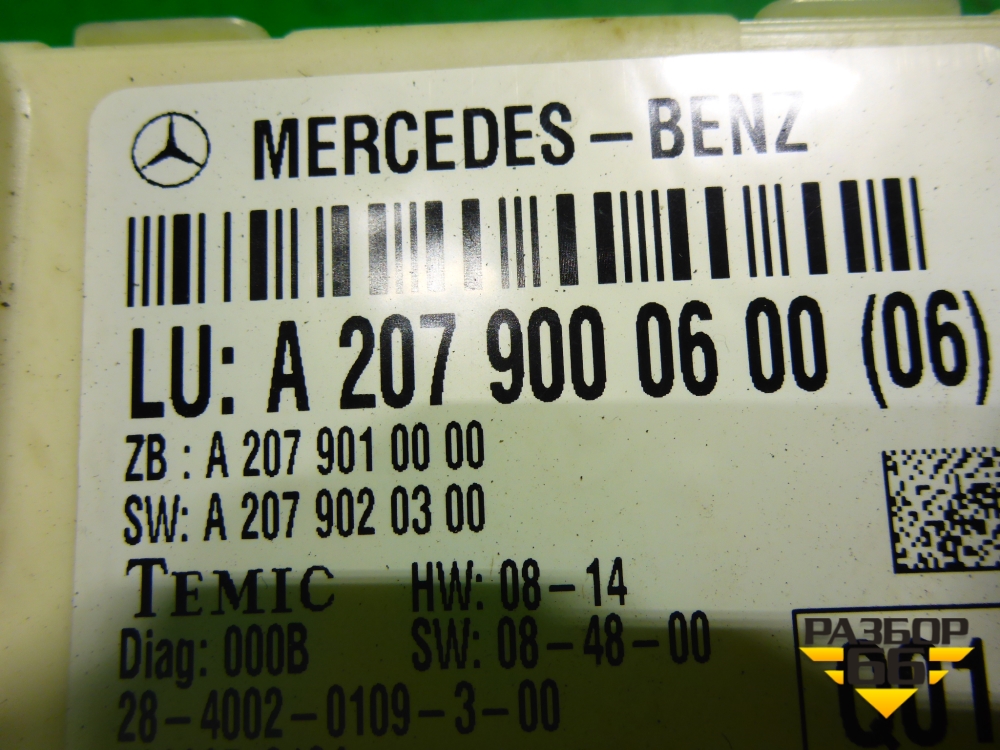 MERCEDES-BENZ
LU: A 207 900 06 00 (06)
ZB : A 207 901 00 00
SW: A 207 902 03 00
TEMIC HW: 08-14
Diag: 000B SW: 08-48-00
28-4002-0109-3-00
РАЗБОР
66
Q01